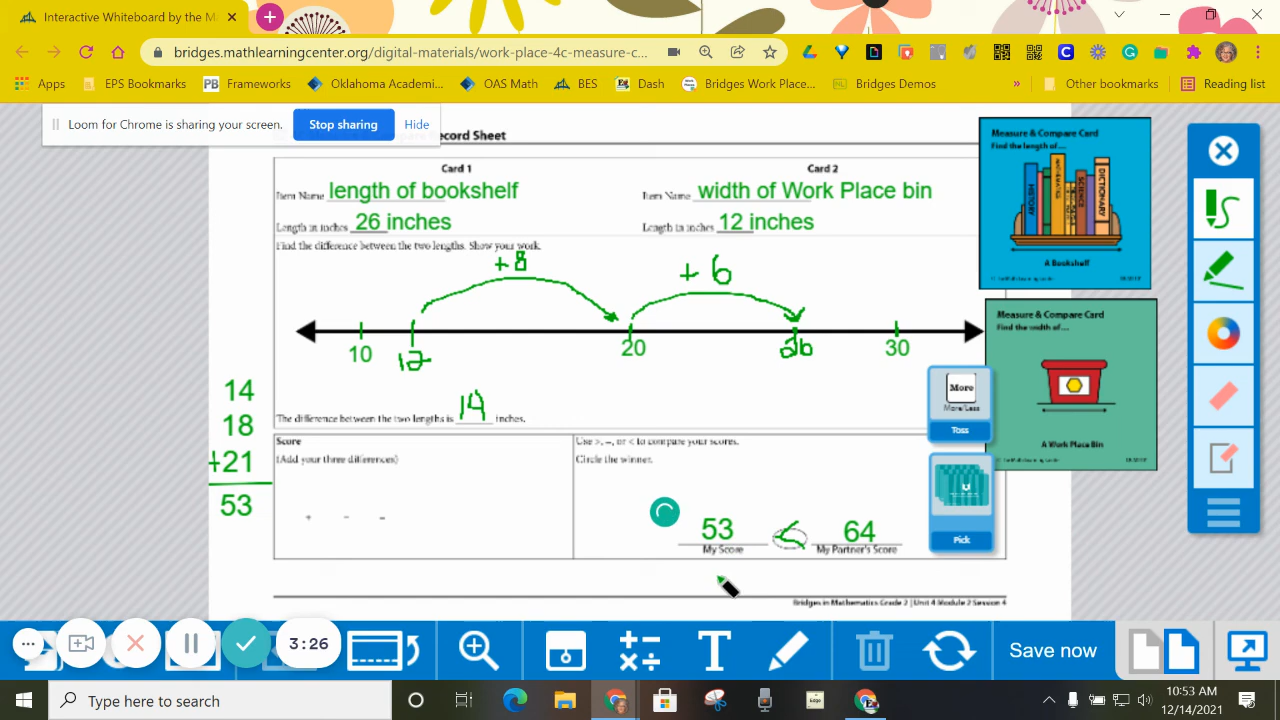 Interactive Whiteboard by the M
bridges.mathlearningcenter.org/digital-materials/work-place-4c-measure-c...
Apps
EPS Bookmarks
PB Frameworks
Oklahoma Academi...
OAS Math
BES
Dash
Bridges Work Place...
Bridges Demos
»
Other bookmarks
Reading list
Loom for Chrome is sharing your screen.
Stop sharing
Hide
ecord Sheet
Card 1
Card 2
Item Name length of bookshelf
Item Name width of Work Place bin
Length in inches 26 inches
Length in inches 12 inches
Find the difference between the two lengths. Show your work.
+8
+ 6
10
12
20
26
30
The difference between the two lengths is 14 inches.
14
18
+21
53
Score
(Add your three differences)
Use >, =, or < to compare your scores.
Circle the winner.
53 < 64
My Score
My Partner's Score
Bridges in Mathematics Grade 2 | Unit 4 Module 2 Session 4
Measure & Compare Card
Find the length of...
HISTORY
MATHEMATICS
SCIENCE
DICTIONARY
A Bookshelf
Measure & Compare Card
Find the width of...
A Work Place Bin
More
More/Less
Toss
Pick
3:26
T
Save now
Type here to search
10:53 AM
12/14/2021